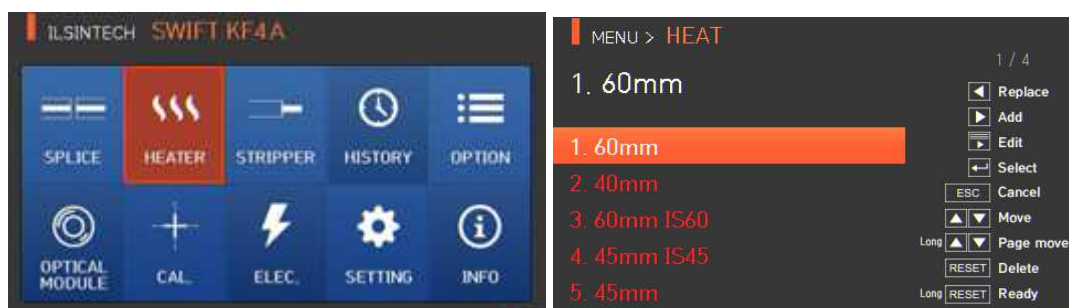 ILSINTECH SWIFT KF4A
SPLICE HEATER STRIPPER HISTORY OPTION
OPTICAL MODULE CAL. ELEC. SETTING INFO
MENU > HEAT
1 / 4
1. 60mm
1. 60mm
2. 40mm
3. 60mm IS60
4. 45mm IS45
5. 45mm
Replace
Add
Edit
Select
ESC Cancel
Move
Long Page move
RESET Delete
Long RESET Ready